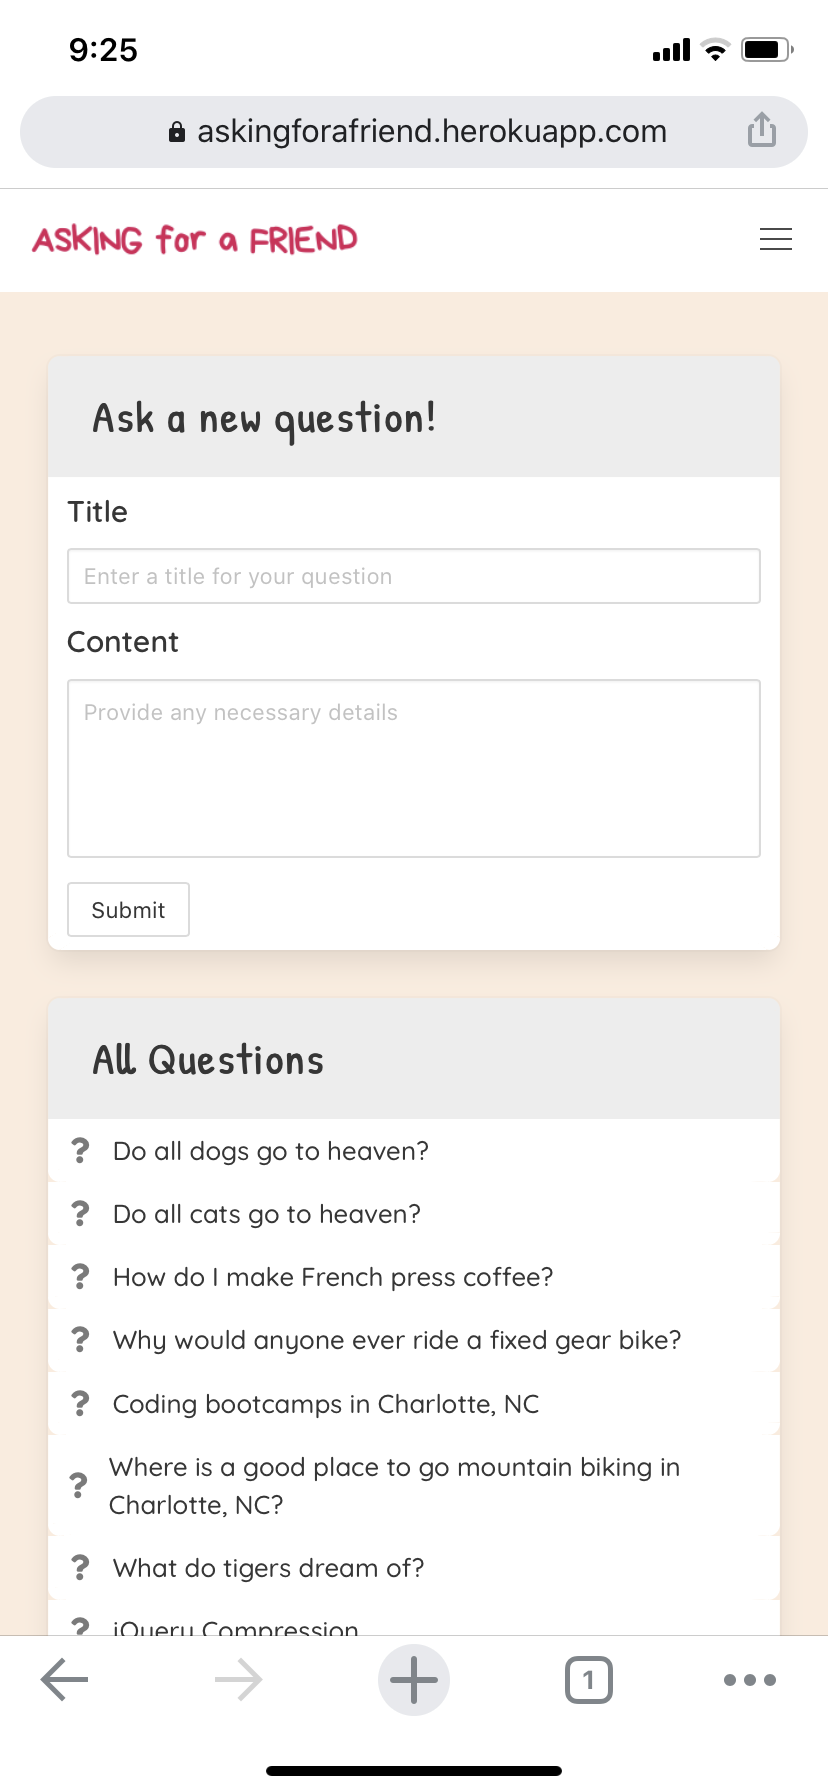 9:25
askingforafriend.herokuapp.com
ASKING for a FRIEND
Ask a new question!
Title
Enter a title for your question
Content
Provide any necessary details
Submit
All Questions
? Do all dogs go to heaven?
? Do all cats go to heaven?
? How do I make French press coffee?
? Why would anyone ever ride a fixed gear bike?
? Coding bootcamps in Charlotte, NC
? Where is a good place to go mountain biking in
Charlotte, NC?
? What do tigers dream of?
? jQuery Compression
1